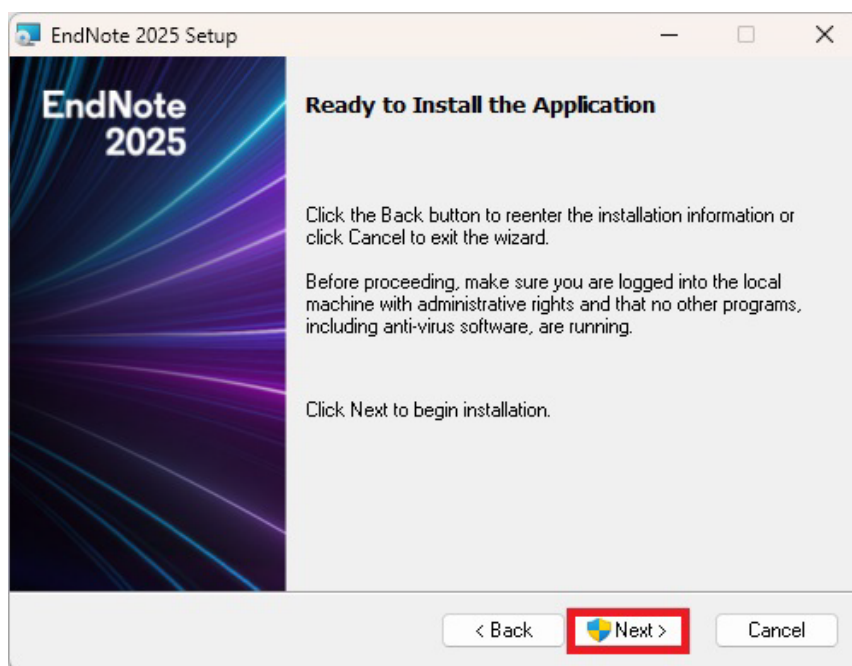 EndNote 2025 Setup
EndNote
2025
Ready to Install the Application
Click the Back button to reenter the installation information or
click Cancel to exit the wizard.
Before proceeding, make sure you are logged into the local
machine with administrative rights and that no other programs,
including anti-virus software, are running.
Click Next to begin installation.
< Back
Next >
Cancel